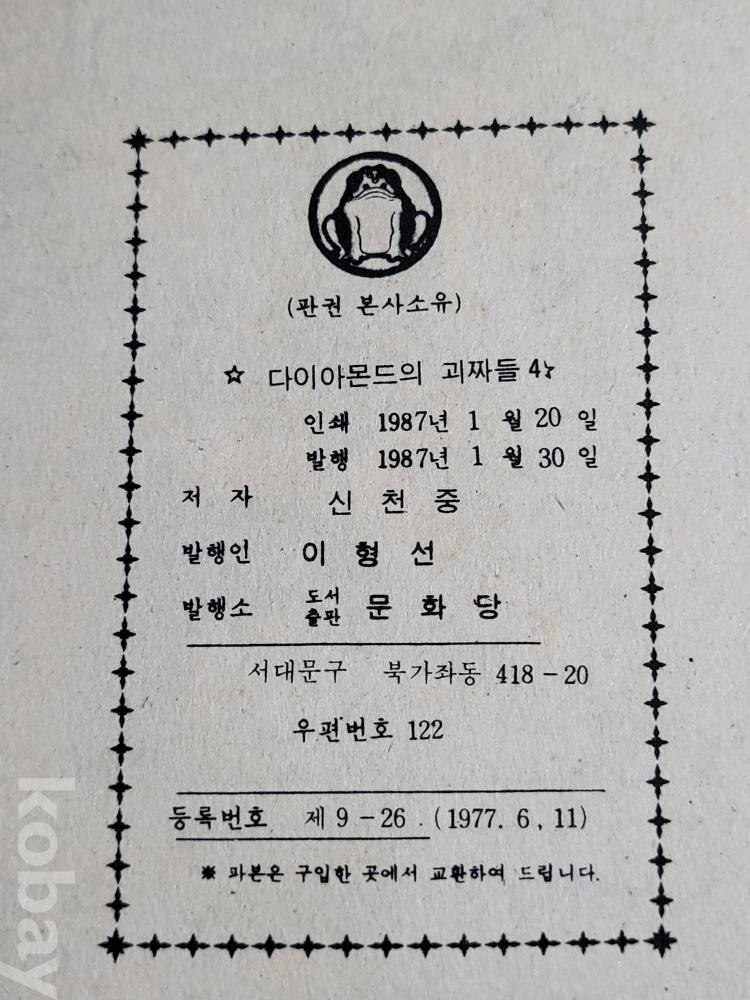 (판권 본사소유)
☆ 다이아몬드의 괴짜들 4
인쇄 1987년 1 월 20 일
발행 1987년 1 월 30 일
저 자 신 천 중
발행인 이 형 선
발행소 도서출판 문 화 당
서대문구 북가좌동 418-20
우편번호 122
등록번호 제 9-26 (1977. 6, 11)
※ 파본은 구입한 곳에서 교환하여 드립니다.
kobay